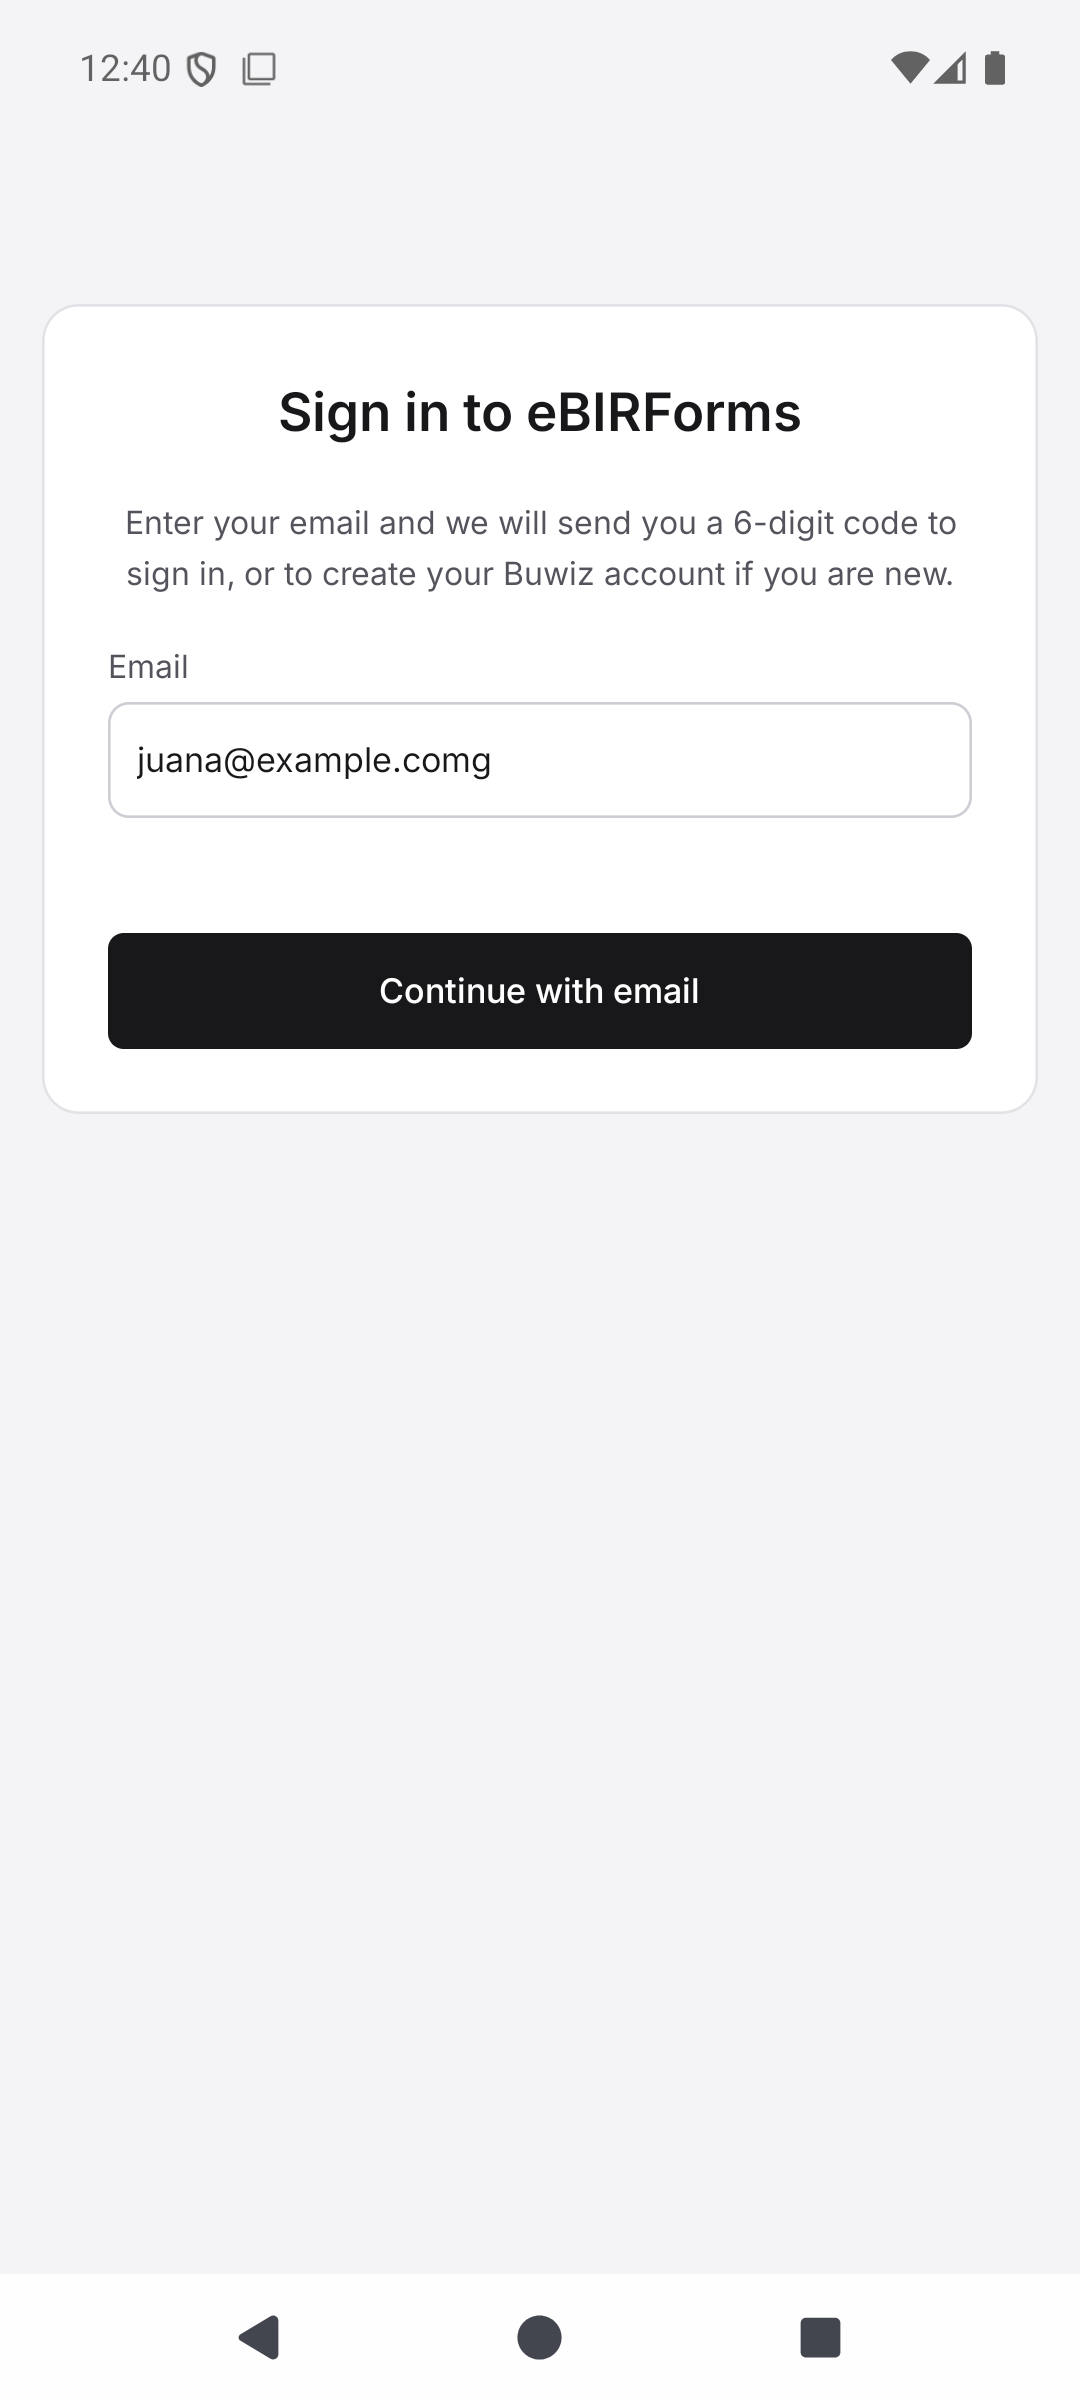 12:40
Sign in to eBIRForms
Enter your email and we will send you a 6-digit code to
sign in, or to create your Buwiz account if you are new.
Email
juana@example.comg
Continue with email